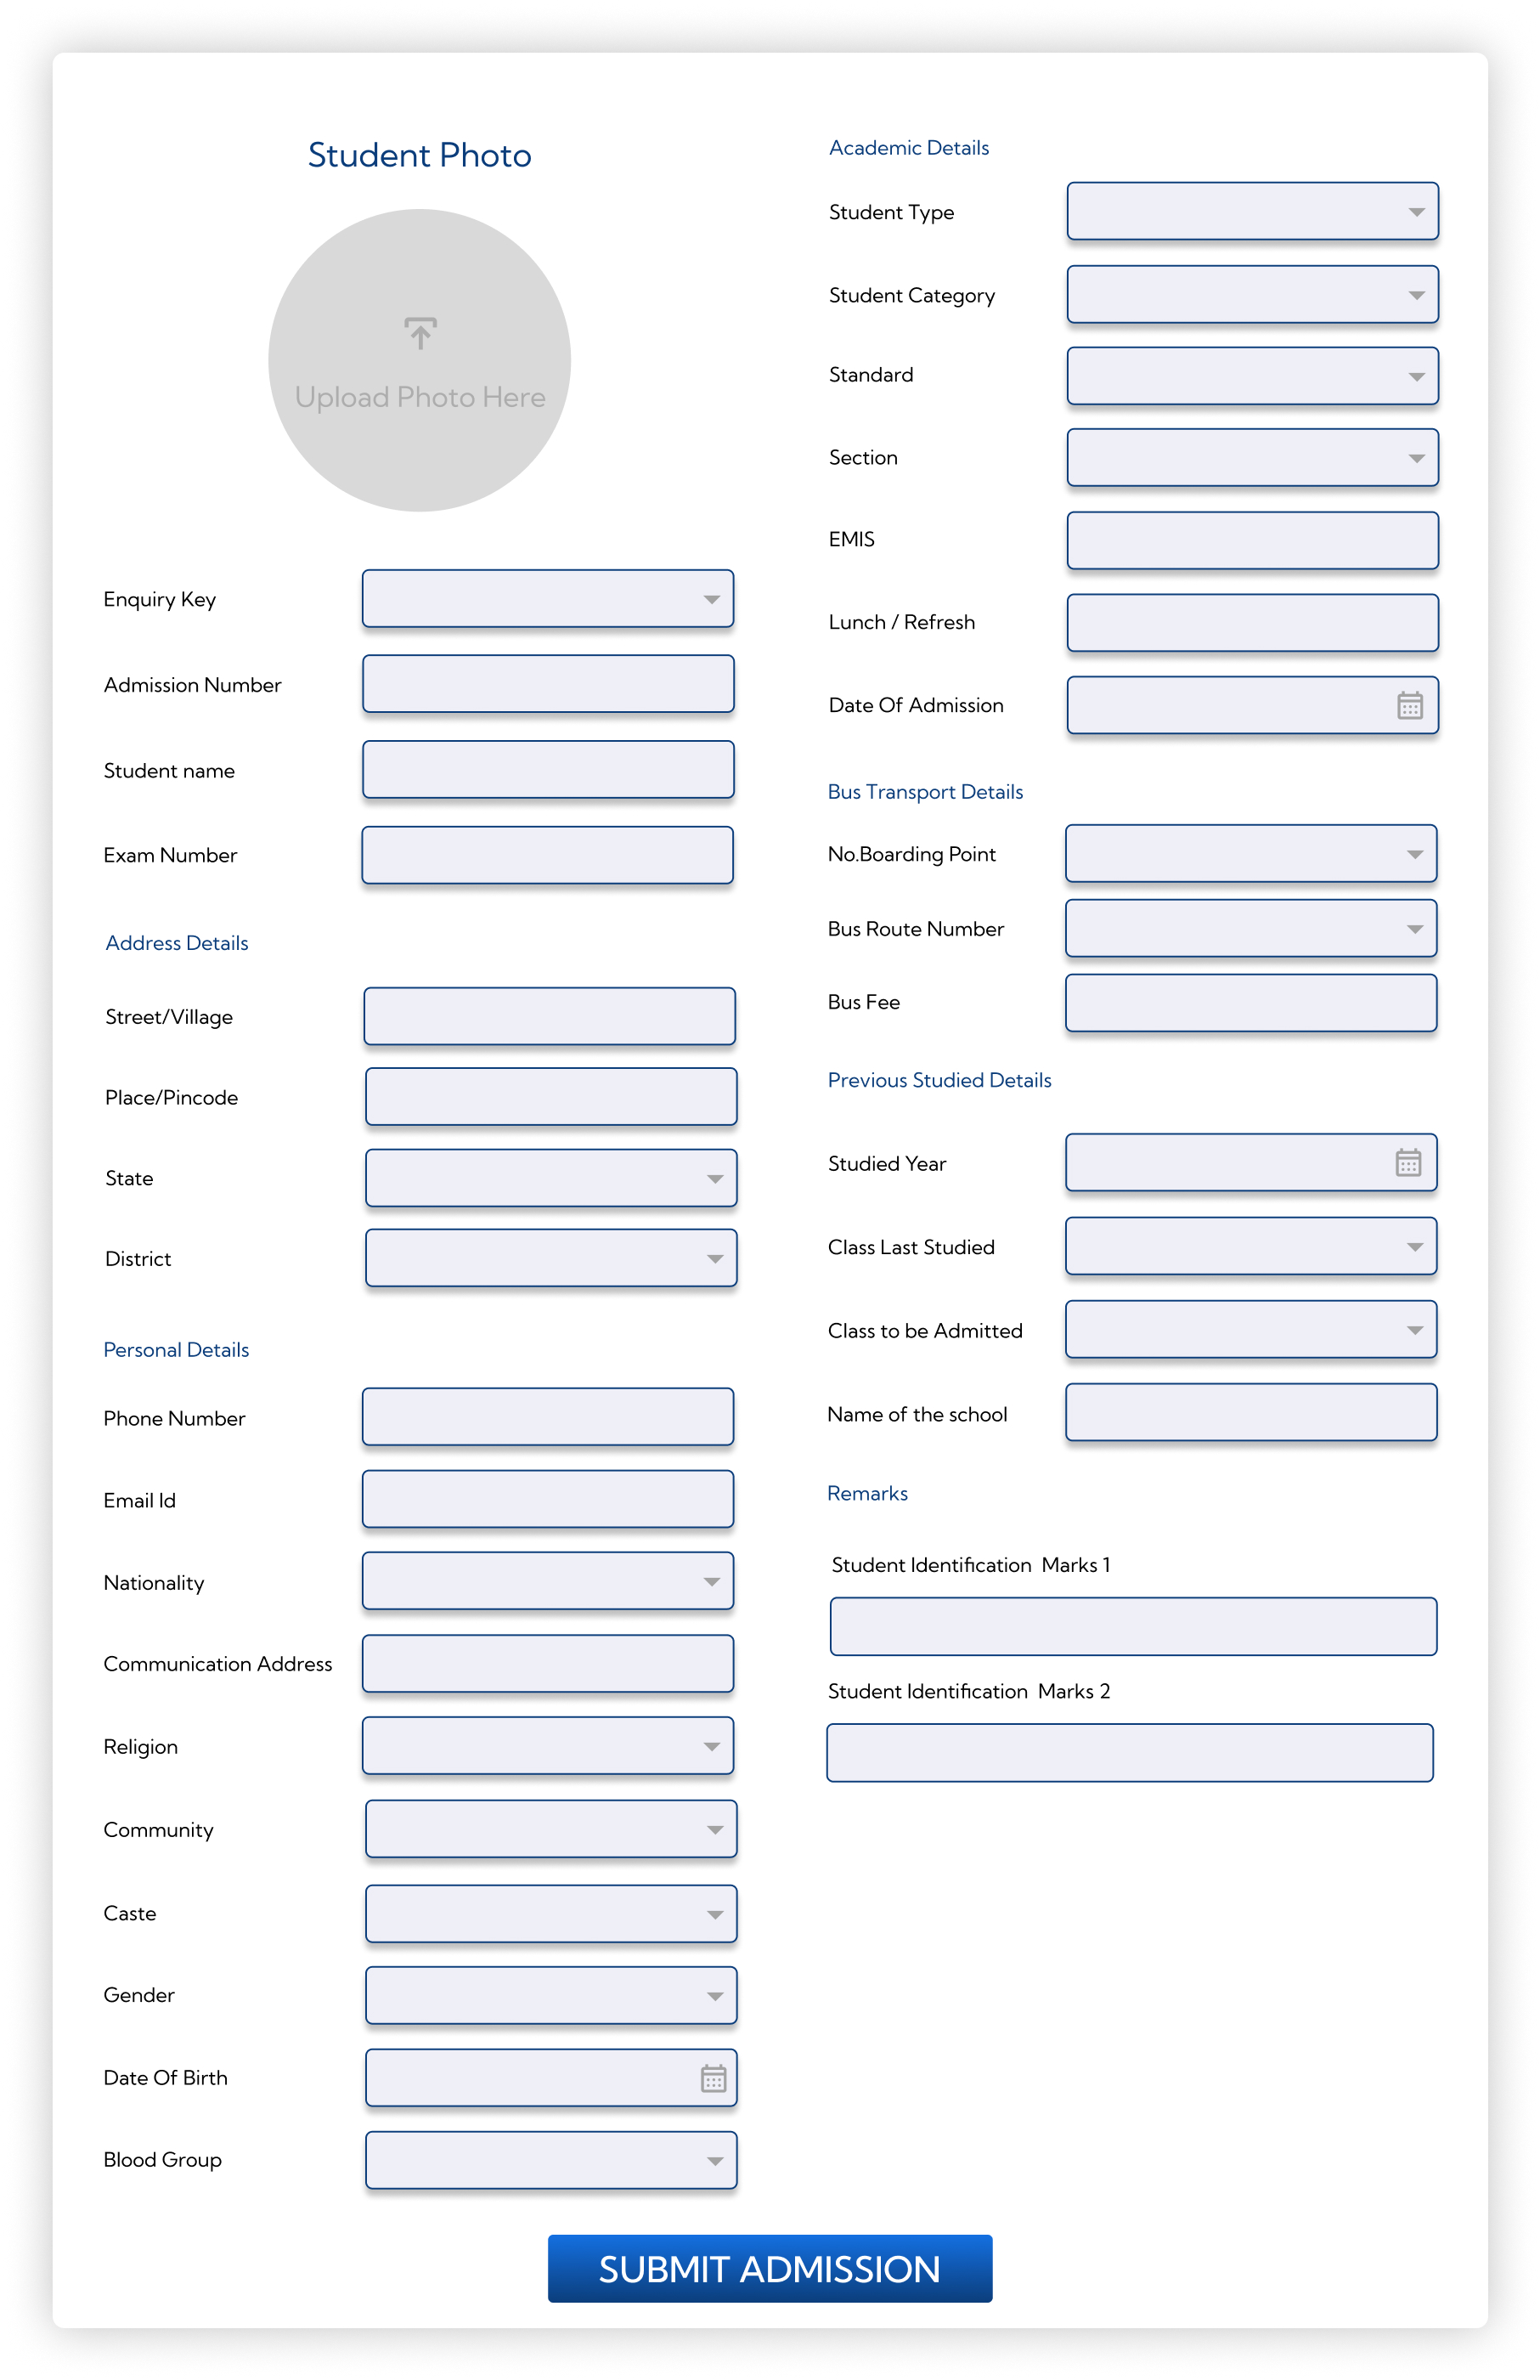 Student Photo
Upload Photo Here
Enquiry Key
Admission Number
Student name
Exam Number
Address Details
Street/Village
Place/Pincode
State
District
Personal Details
Phone Number
Email Id
Nationality
Communication Address
Religion
Community
Caste
Gender
Date Of Birth
Blood Group
Academic Details
Student Type
Student Category
Standard
Section
EMIS
Lunch / Refresh
Date Of Admission
Bus Transport Details
No.Boarding Point
Bus Route Number
Bus Fee
Previous Studied Details
Studied Year
Class Last Studied
Class to be Admitted
Name of the school
Remarks
Student Identification  Marks 1
Student Identification  Marks 2
SUBMIT ADMISSION